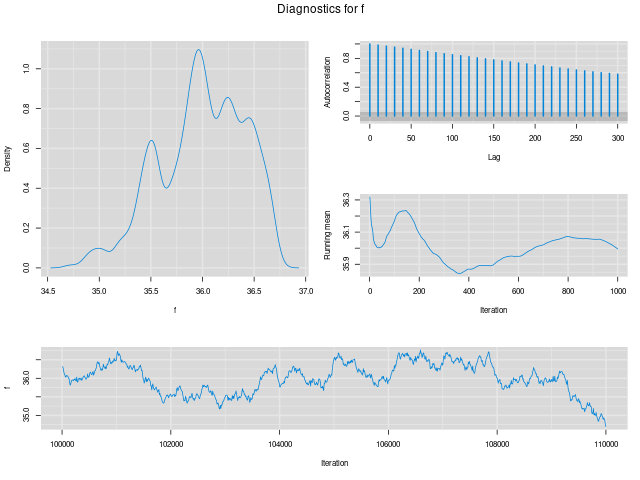 Diagnostics for f
Density
0.0
0.2
0.4
0.6
0.8
1.0
34.5 35.0 35.5 36.0 36.5 37.0
f
Autocorrelation
0.0
0.4
0.8
0 50 100 150 200 250 300
Lag
Running mean
35.9
36.1
36.3
0 200 400 600 800 1000
Iteration
f
35.0
36.0
100000 102000 104000 106000 108000 110000
Iteration